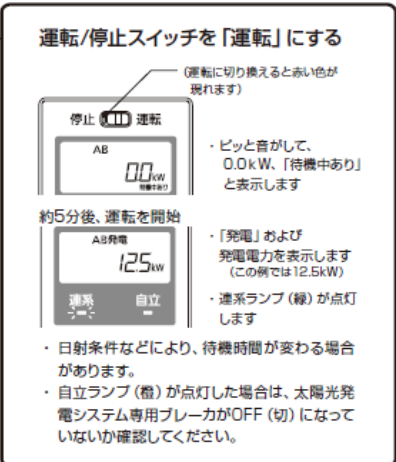 運転/停止スイッチを「運転」にする
(運転に切り換えると赤い色が
現れます)
停止 運転
AB
0.0kW
待機中あり
・ピッと音がして、
0.0kW、「待機中あり」
と表示します
約5分後、運転を開始
AB発電
12.5kW
連系 自立
・「発電」および
発電電力を表示します
(この例では12.5kW)
・連系ランプ(緑)が点灯
します
・日射条件などにより、待機時間が変わる場合
があります。
・自立ランプ(橙)が点灯した場合は、太陽光発
電システム専用ブレーカがOFF(切)になって
いないか確認してください。